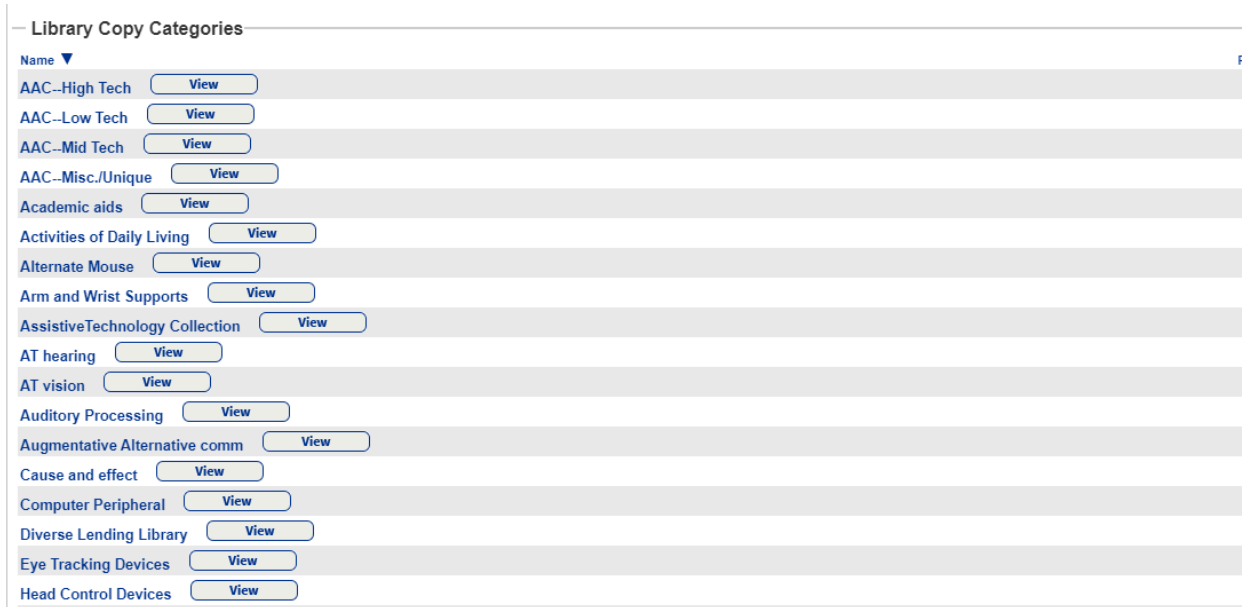 Library Copy Categories
Name ▼
AAC--High Tech View
AAC--Low Tech View
AAC--Mid Tech View
AAC--Misc./Unique View
Academic aids View
Activities of Daily Living View
Alternate Mouse View
Arm and Wrist Supports View
AssistiveTechnology Collection View
AT hearing View
AT vision View
Auditory Processing View
Augmentative Alternative comm View
Cause and effect View
Computer Peripheral View
Diverse Lending Library View
Eye Tracking Devices View
Head Control Devices View